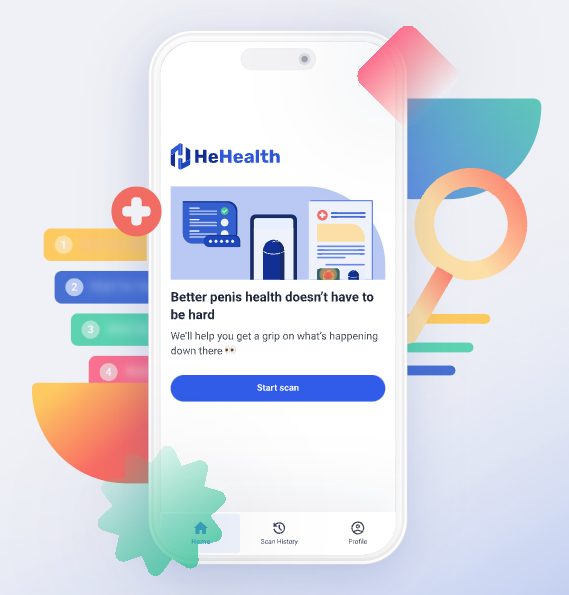 HeHealth
Better penis health doesn't have to
be hard
We'll help you get a grip on what's happening
down there 👀
Start scan
1
2
3
4
Home
Scan History
Profile